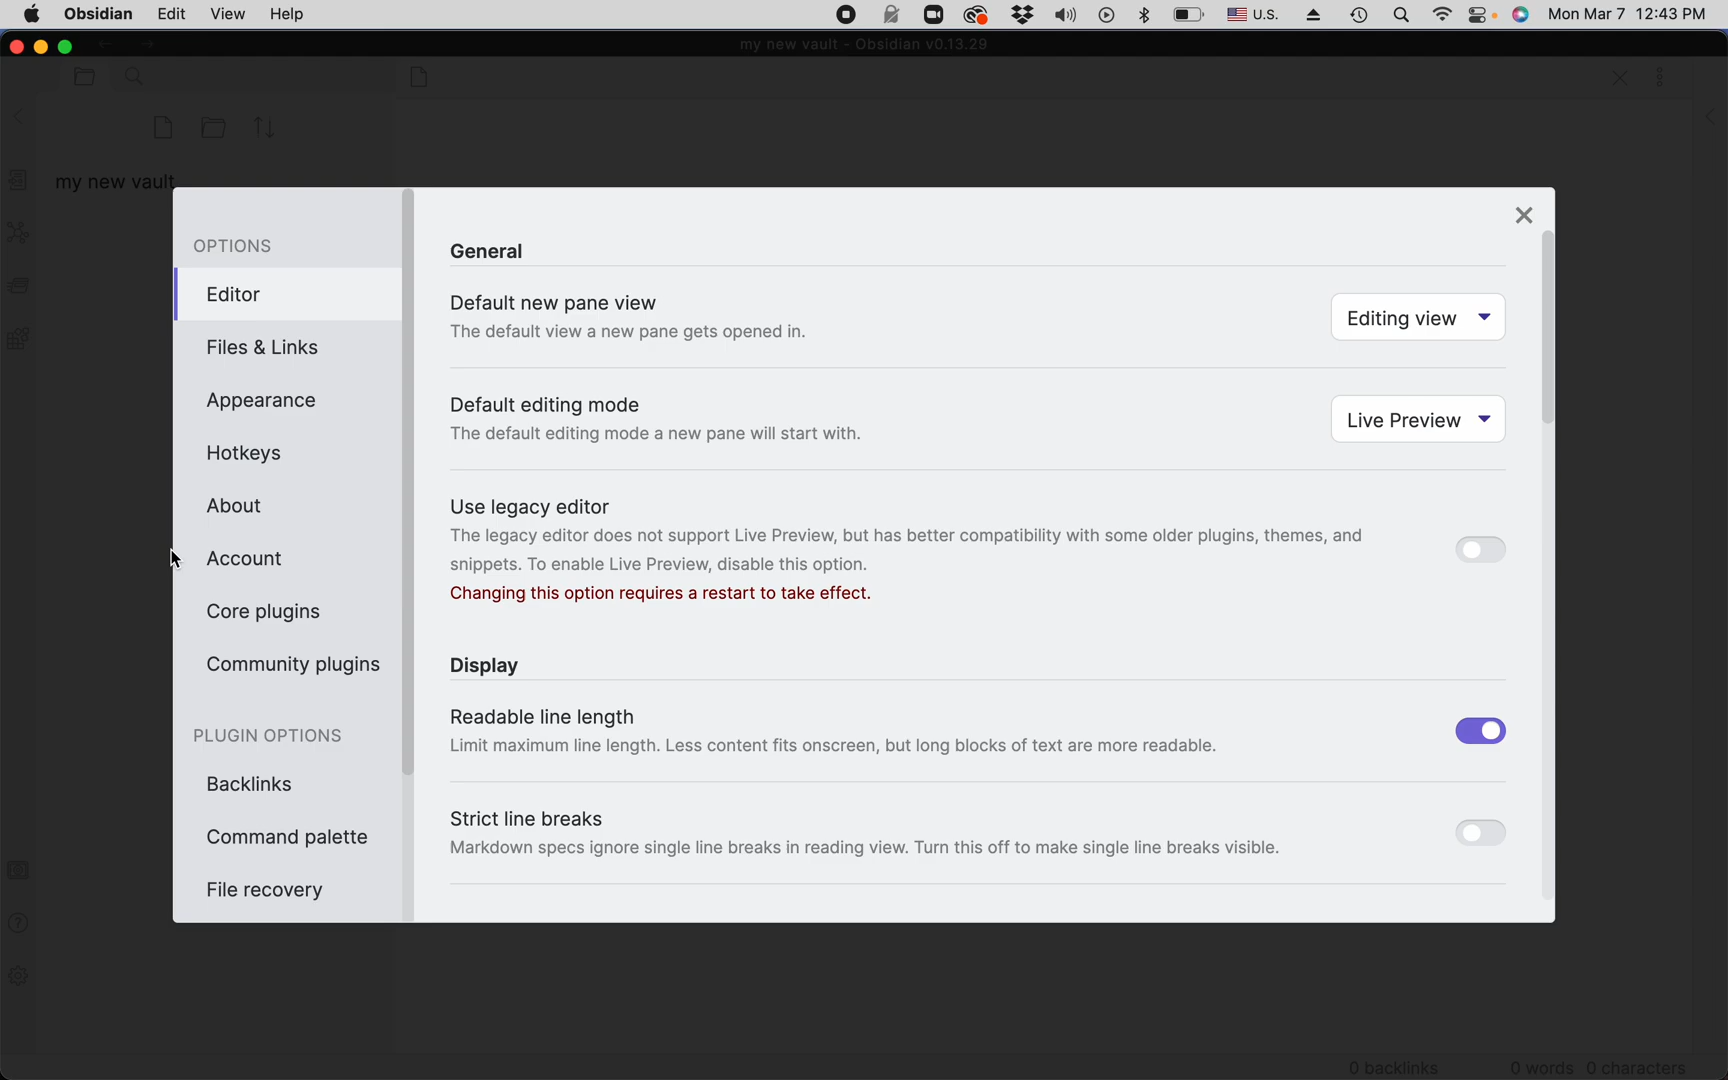 Obsidian Edit View Help U.S. Mon Mar 7 12:43 PM
my new vault - Obsidian v0.13.29
my new vault
OPTIONS
Editor
Files & Links
Appearance
Hotkeys
About
Account
Core plugins
Community plugins
PLUGIN OPTIONS
Backlinks
Command palette
File recovery
General
Default new pane view
The default view a new pane gets opened in.
Editing view
Default editing mode
The default editing mode a new pane will start with.
Live Preview
Use legacy editor
The legacy editor does not support Live Preview, but has better compatibility with some older plugins, themes, and
snippets. To enable Live Preview, disable this option.
Changing this option requires a restart to take effect.
Display
Readable line length
Limit maximum line length. Less content fits onscreen, but long blocks of text are more readable.
Strict line breaks
Markdown specs ignore single line breaks in reading view. Turn this off to make single line breaks visible.
0 backlinks 0 words 0 characters